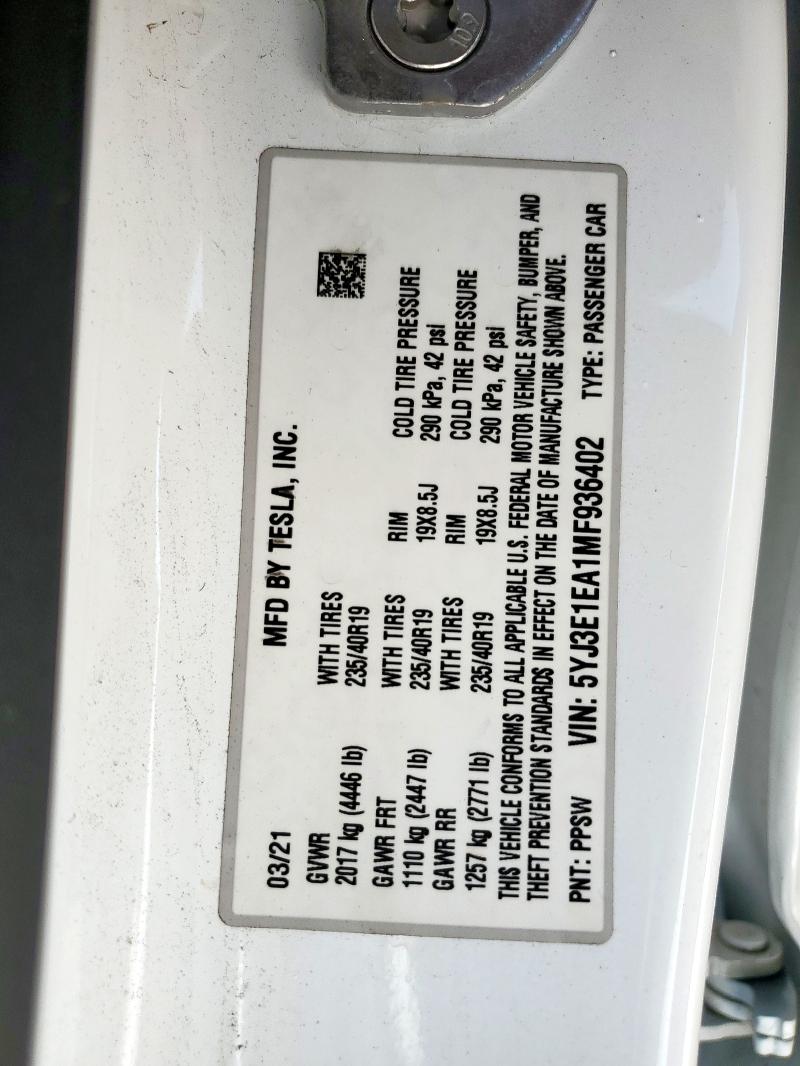 10.9
03/21 MFD BY TESLA, INC.
GVWR WITH TIRES
2017 kg (4446 lb) 235/40R19
GAWR FRT WITH TIRES RIM COLD TIRE PRESSURE
1110 kg (2447 lb) 235/40R19 19X8.5J 290 kPa, 42 psi
GAWR RR WITH TIRES RIM COLD TIRE PRESSURE
1257 kg (2771 lb) 235/40R19 19X8.5J 290 kPa, 42 psi
THIS VEHICLE CONFORMS TO ALL APPLICABLE U.S. FEDERAL MOTOR VEHICLE SAFETY, BUMPER, AND
THEFT PREVENTION STANDARDS IN EFFECT ON THE DATE OF MANUFACTURE SHOWN ABOVE.
PNT: PPSW VIN: 5YJ3E1EA1MF936402 TYPE: PASSENGER CAR